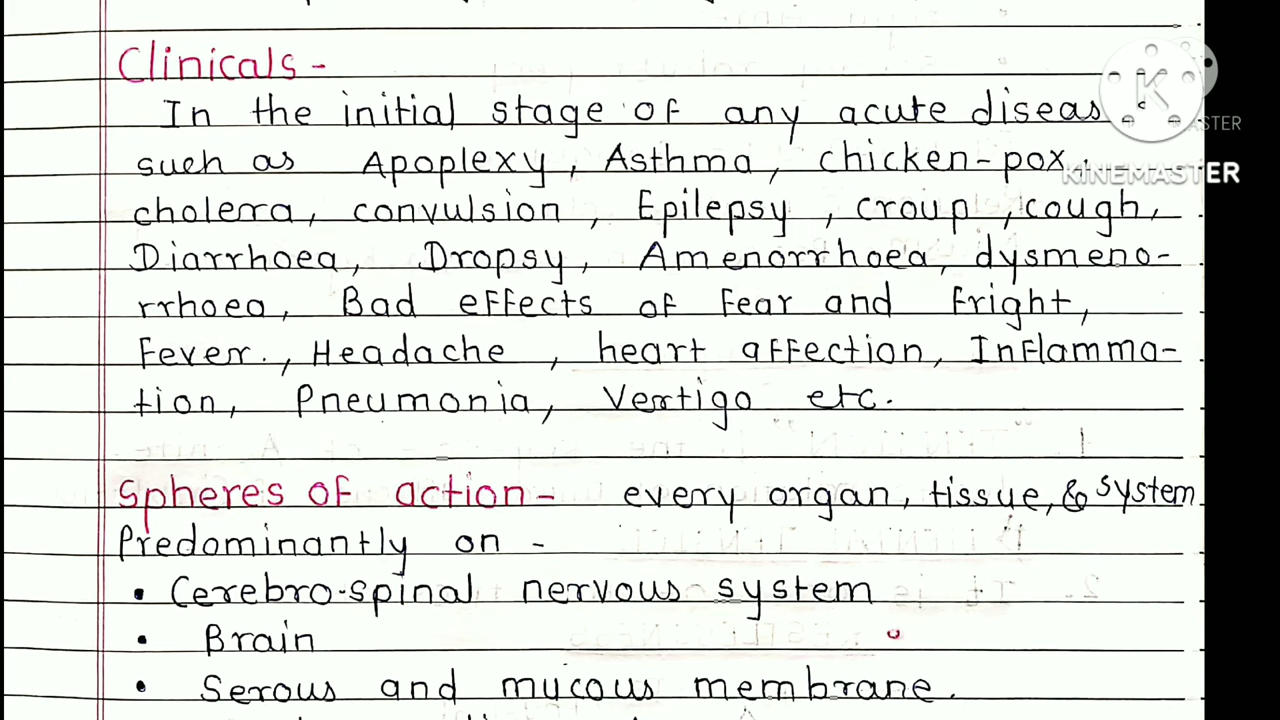 Clinicals -
In the initial stage of any acute diseas
such as Apoplexy, Asthma, chicken-pox,
cholera, convulsion, Epilepsy, croup, cough,
Diarrhoea, Dropsy, Amenorrhoea, dysmeno-
rrhoea, Bad effects of Fear and Fright,
Fever, Headache, heart affection, Inflamma-
tion, Pneumonia, Vertigo etc.
Spheres of action - every organ, tissue, & system
Predominantly on -
• Cerebro-spinal nervous system
• Brain
• Serous and mucous membrane.
K
KINEMASTER